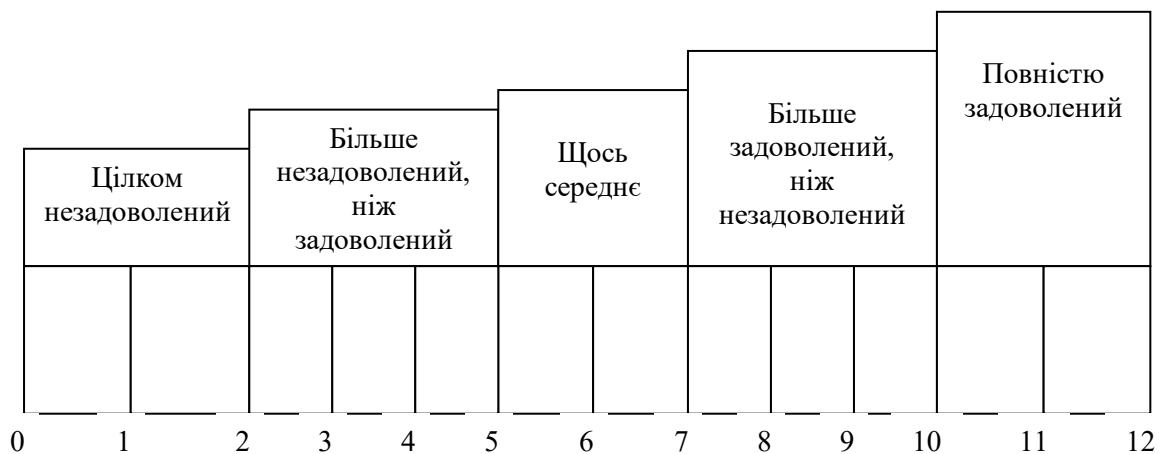 Цілком
незадоволений
Більше
незадоволений,
ніж
задоволений
Щось
середнє
Більше
задоволений,
ніж
незадоволений
Повністю
задоволений
0 1 2 3 4 5 6 7 8 9 10 11 12